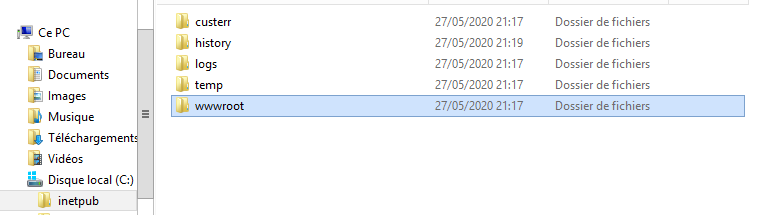 Ce PC
Bureau
Documents
Images
Musique
Téléchargements
Vidéos
Disque local (C:)
inetpub
custerr 27/05/2020 21:17 Dossier de fichiers
history 27/05/2020 21:19 Dossier de fichiers
logs 27/05/2020 21:17 Dossier de fichiers
temp 27/05/2020 21:17 Dossier de fichiers
wwwroot 27/05/2020 21:17 Dossier de fichiers